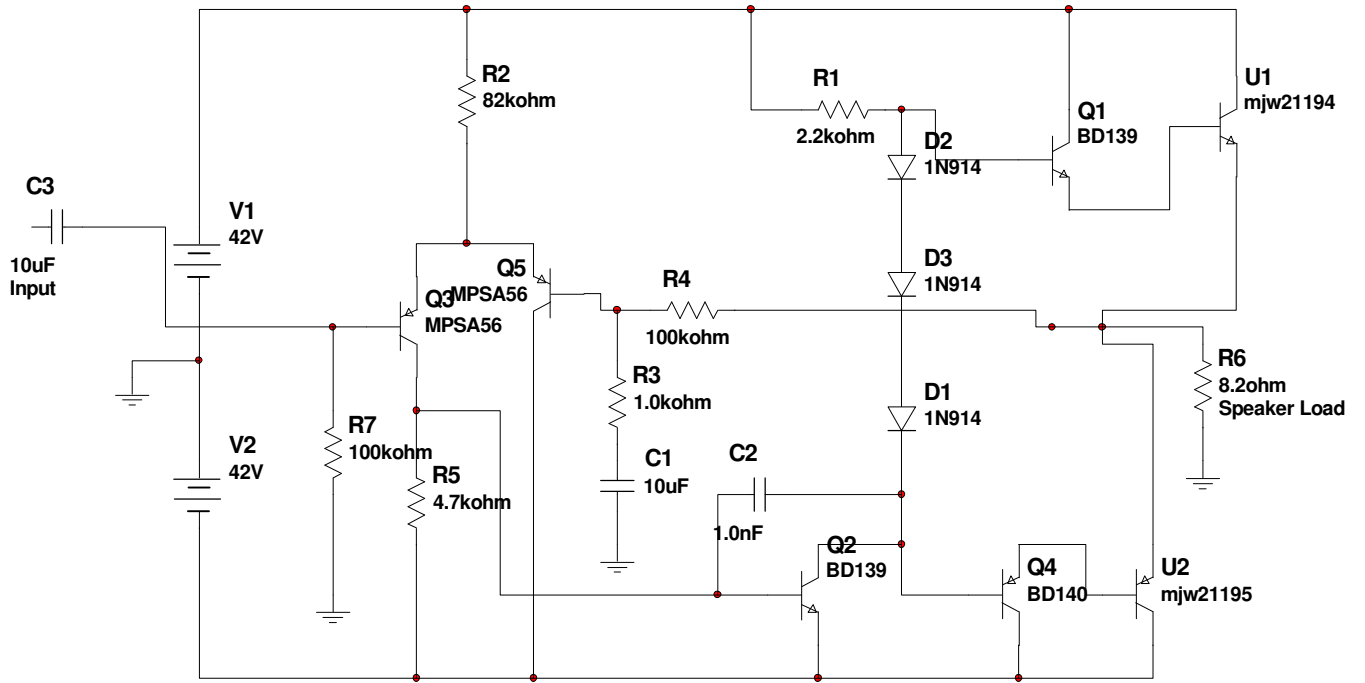 R2
82kohm
R1
2.2kohm
U1
mjw21194
Q1
BD139
D2
1N914
C3
10uF
Input
V1
42V
D3
1N914
Q5
MPSA56
R4
100kohm
Q3
MPSA56
R6
8.2ohm
Speaker Load
R3
1.0kohm
D1
1N914
R7
100kohm
V2
42V
R5
4.7kohm
C1
10uF
C2
1.0nF
Q2
BD139
Q4
BD140
U2
mjw21195